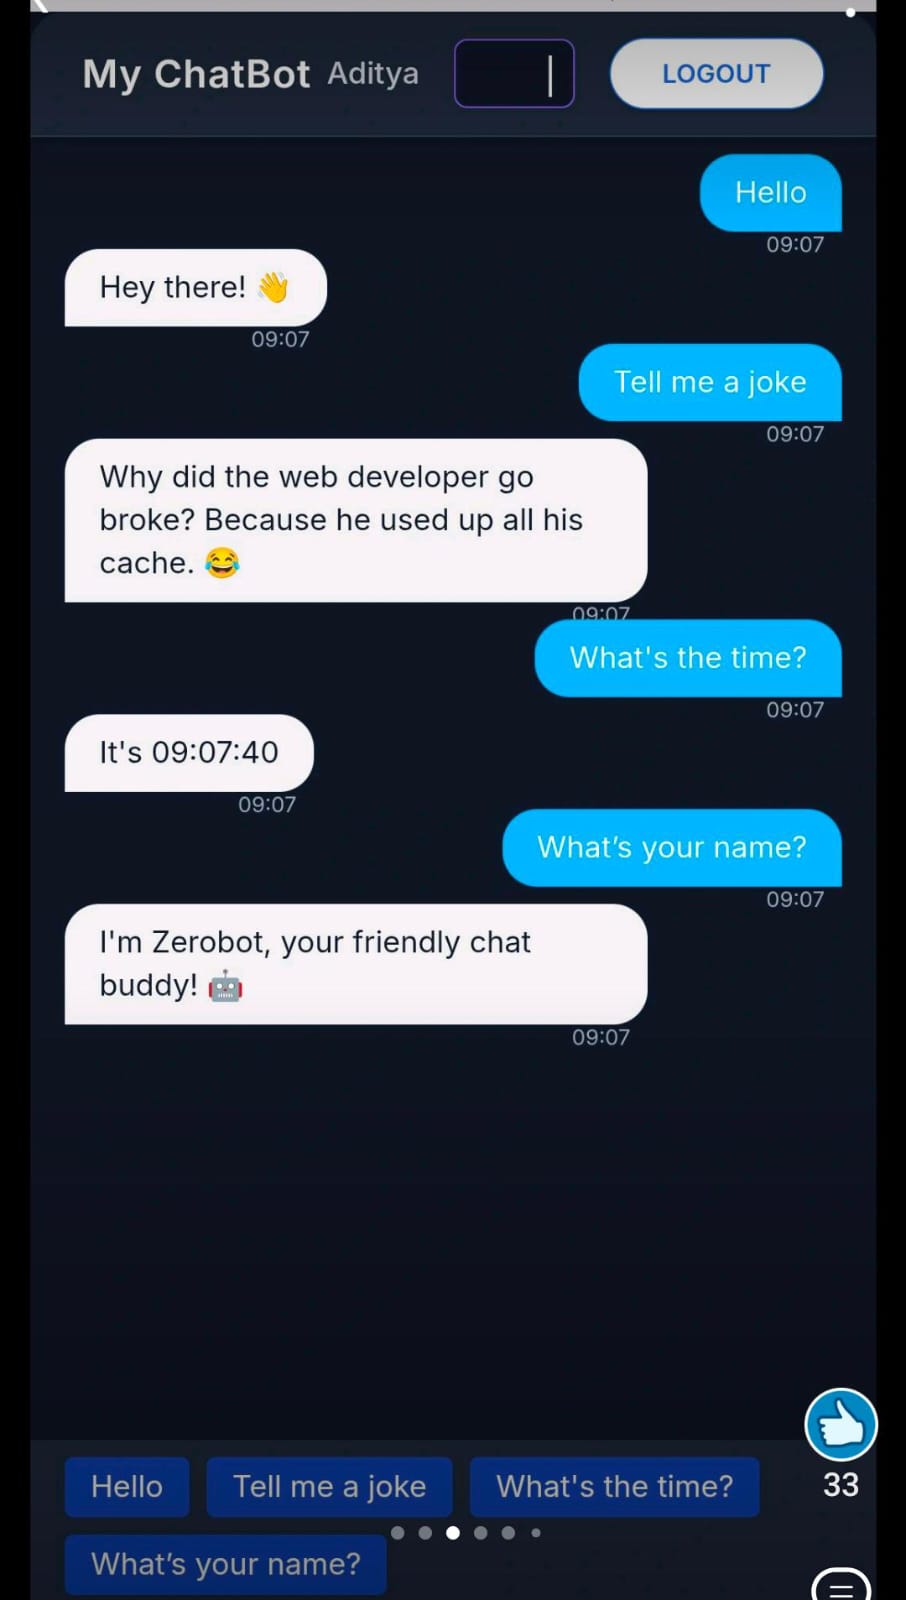 My ChatBot Aditya LOGOUT
Hello
09:07
Hey there! 👋
09:07
Tell me a joke
09:07
Why did the web developer go
broke? Because he used up all his
cache. 😂
09:07
What's the time?
09:07
It's 09:07:40
09:07
What’s your name?
09:07
I'm Zerobot, your friendly chat
buddy! 🤖
09:07
Hello Tell me a joke What's the time?
33
What’s your name?